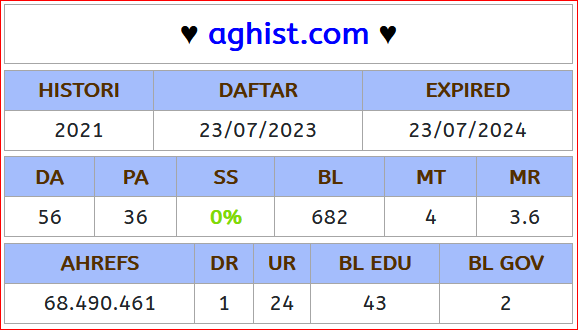 ♥ aghist.com ♥
HISTORI DAFTAR EXPIRED
2021 23/07/2023 23/07/2024
DA PA SS BL MT MR
56 36 0% 682 4 3.6
AHREFS DR UR BL EDU BL GOV
68.490.461 1 24 43 2